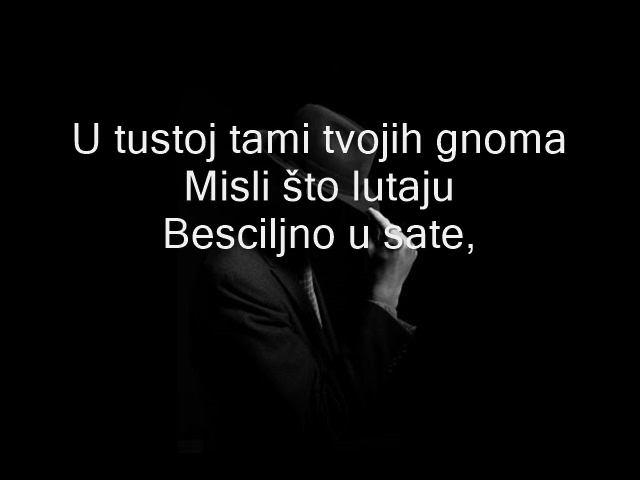 U tustoj tami tvojih gnoma
Misli što lutaju
Besciljno u sate,